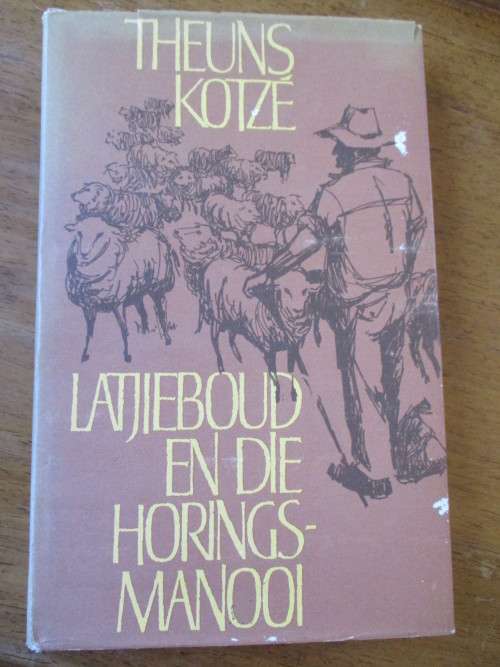 THEUNS
KOTZÉ
LATJIEBOUD
EN DIE
HORINGS-
MANOOI